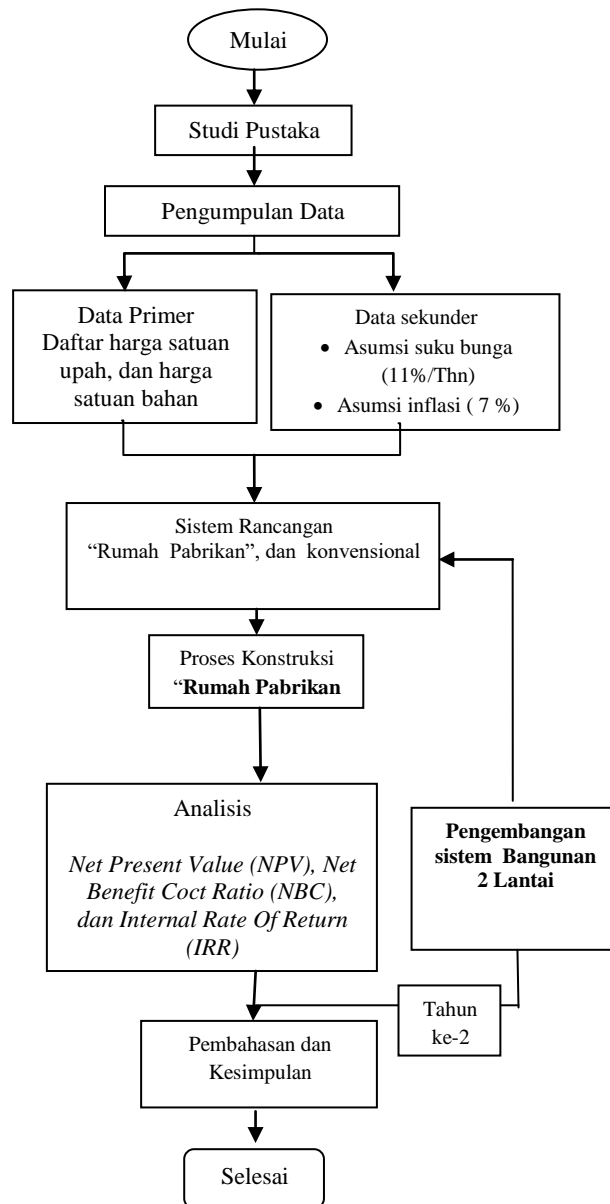 Mulai
Studi Pustaka
Pengumpulan Data
Data Primer
Daftar harga satuan
upah, dan harga
satuan bahan
Data sekunder
• Asumsi suku bunga
(11%/Thn)
• Asumsi inflasi ( 7 %)
Sistem Rancangan
“Rumah Pabrikan”, dan konvensional
Proses Konstruksi
“Rumah Pabrikan
Analisis
Net Present Value (NPV), Net
Benefit Coct Ratio (NBC),
dan Internal Rate Of Return
(IRR)
Pengembangan
sistem Bangunan
2 Lantai
Tahun
ke-2
Pembahasan dan
Kesimpulan
Selesai